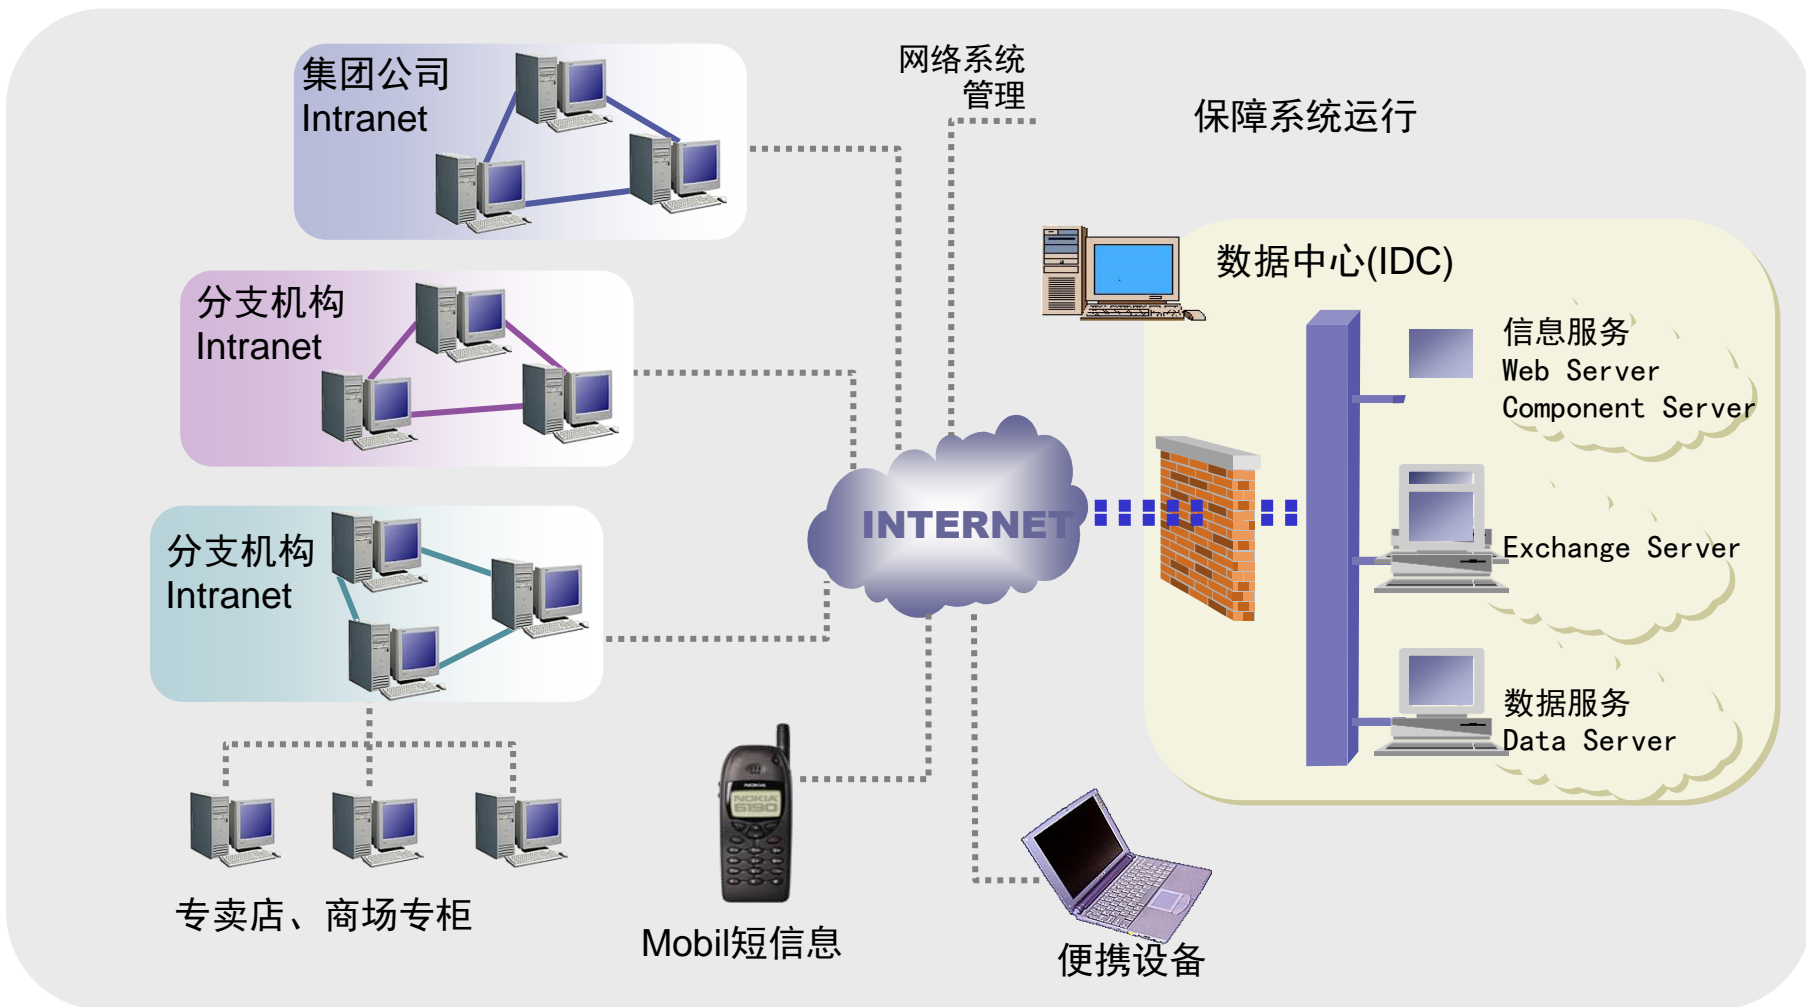 集团公司
Intranet
网络系统
管理
保障系统运行
数据中心(IDC)
分支机构
Intranet
信息服务
Web Server
Component Server
INTERNET
分支机构
Intranet
Exchange Server
数据服务
Data Server
NOKIA
NOKIA
6190
专卖店、商场专柜
Mobil短信息
便携设备